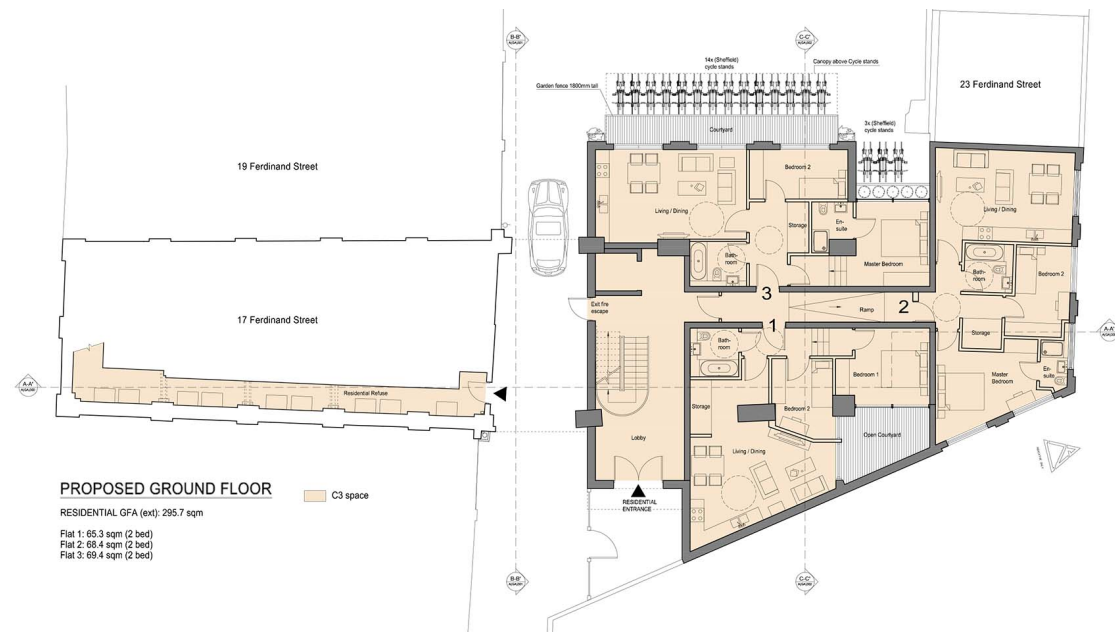 B-B'
C-C'
14x (Sheffield)
cycle stands
Canopy above Cycle stands
Garden fence 1800mm tall
3x (Sheffield)
cycle stands
23 Ferdinand Street
Courtyard
19 Ferdinand Street
Bedroom 2
Living / Dining
Storage
En-
suite
Living / Dining
Bath-
room
Master Bedroom
Bath-
room
Bedroom 2
3
2
Exit fire
escape
Ramp
1
17 Ferdinand Street
Storage
A-A'
Bath-
room
Bedroom 1
Master
Bedroom
En-
suite
A-A'
Residential Refuse
Bedroom 2
Storage
Lobby
Open Courtyard
Living / Dining
PROPOSED GROUND FLOOR
C3 space
RESIDENTIAL
ENTRANCE
RESIDENTIAL GFA (ext): 295.7 sqm
Flat 1: 65.3 sqm (2 bed)
Flat 2: 68.4 sqm (2 bed)
Flat 3: 69.4 sqm (2 bed)
B-B'
C-C'